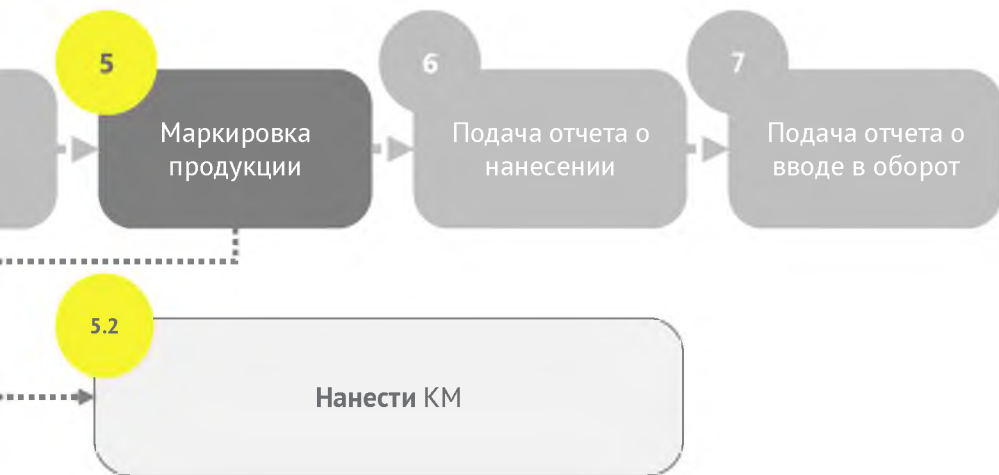 5
Маркировка
продукции
6
Подача отчета о
нанесении
7
Подача отчета о
вводе в оборот
5.2
Нанести КМ